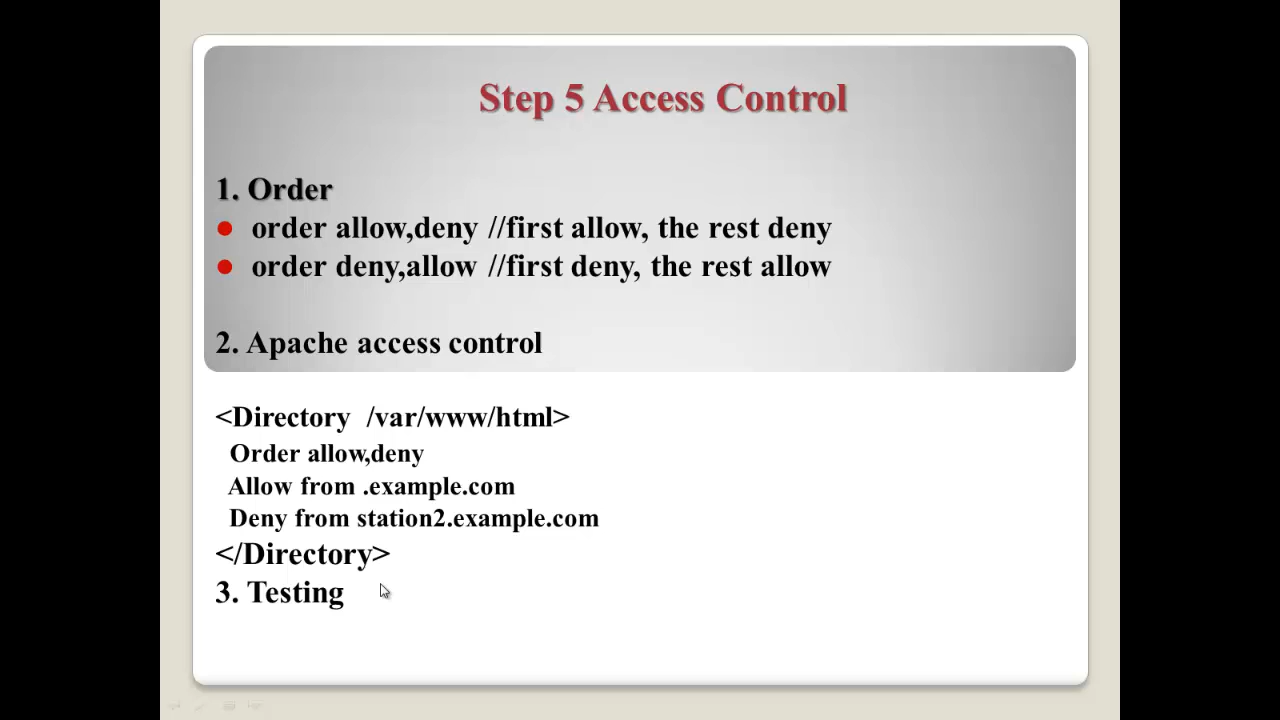 Step 5 Access Control
1. Order
order allow,deny //first allow, the rest deny
order deny,allow //first deny, the rest allow
2. Apache access control
<Directory  /var/www/html>
Order allow,deny
Allow from .example.com
Deny from station2.example.com
</Directory>
3. Testing